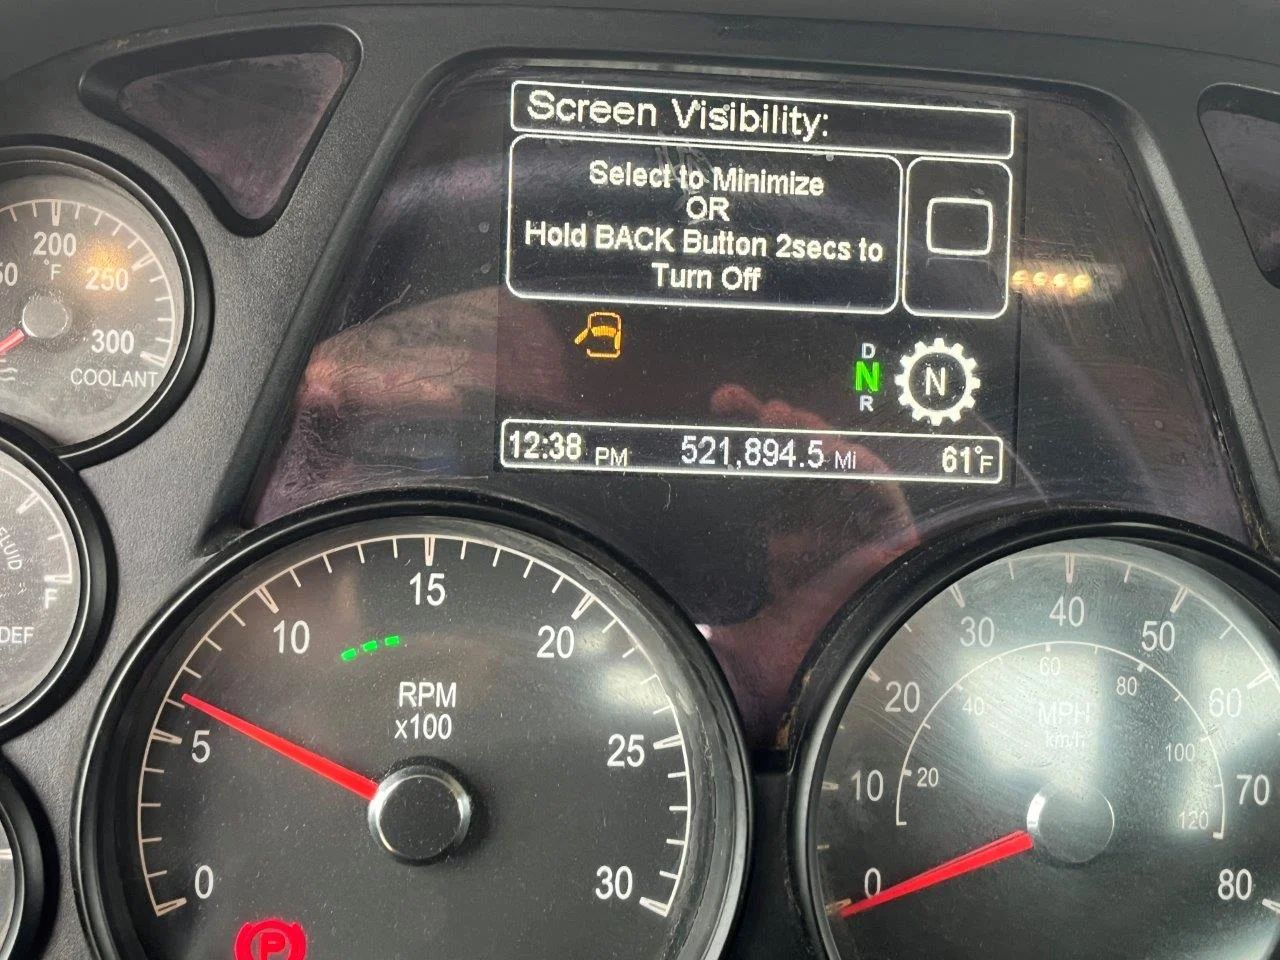 Screen Visibility:
Select to Minimize
OR
Hold BACK Button 2secs to
Turn Off
D
N
R
N
12:38 PM 521,894.5 Mi 61°F
200
°F
250
300
COOLANT
FLUID
F
DEF
0
5
10
15
20
25
30
RPM
x100
P
0
10
20
30
40
50
60
70
80
MPH
km/h
20
40
60
80
100
120